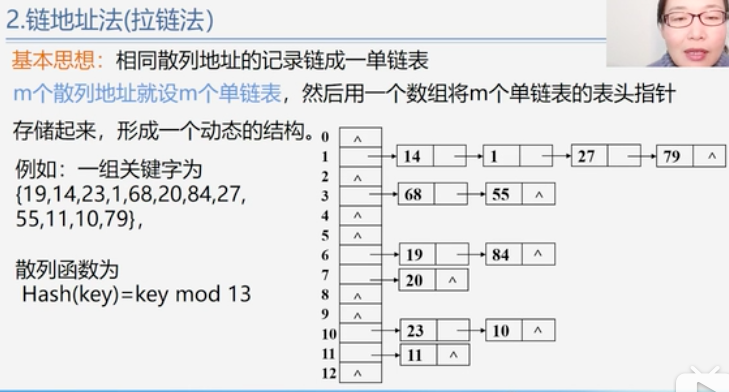 2.链地址法(拉链法)
基本思想：相同散列地址的记录链成一单链表
m个散列地址就设m个单链表，然后用一个数组将m个单链表的表头指针
存储起来，形成一个动态的结构。
例如：一组关键字为
{19,14,23,1,68,20,84,27,
55,11,10,79}，
散列函数为
Hash(key)=key mod 13
0 ^
1 14 1 27 79 ^
2 ^
3 68 55 ^
4 ^
5 ^
6 19 84 ^
7 20 ^
8 ^
9 ^
10 23 10 ^
11 11 ^
12 ^